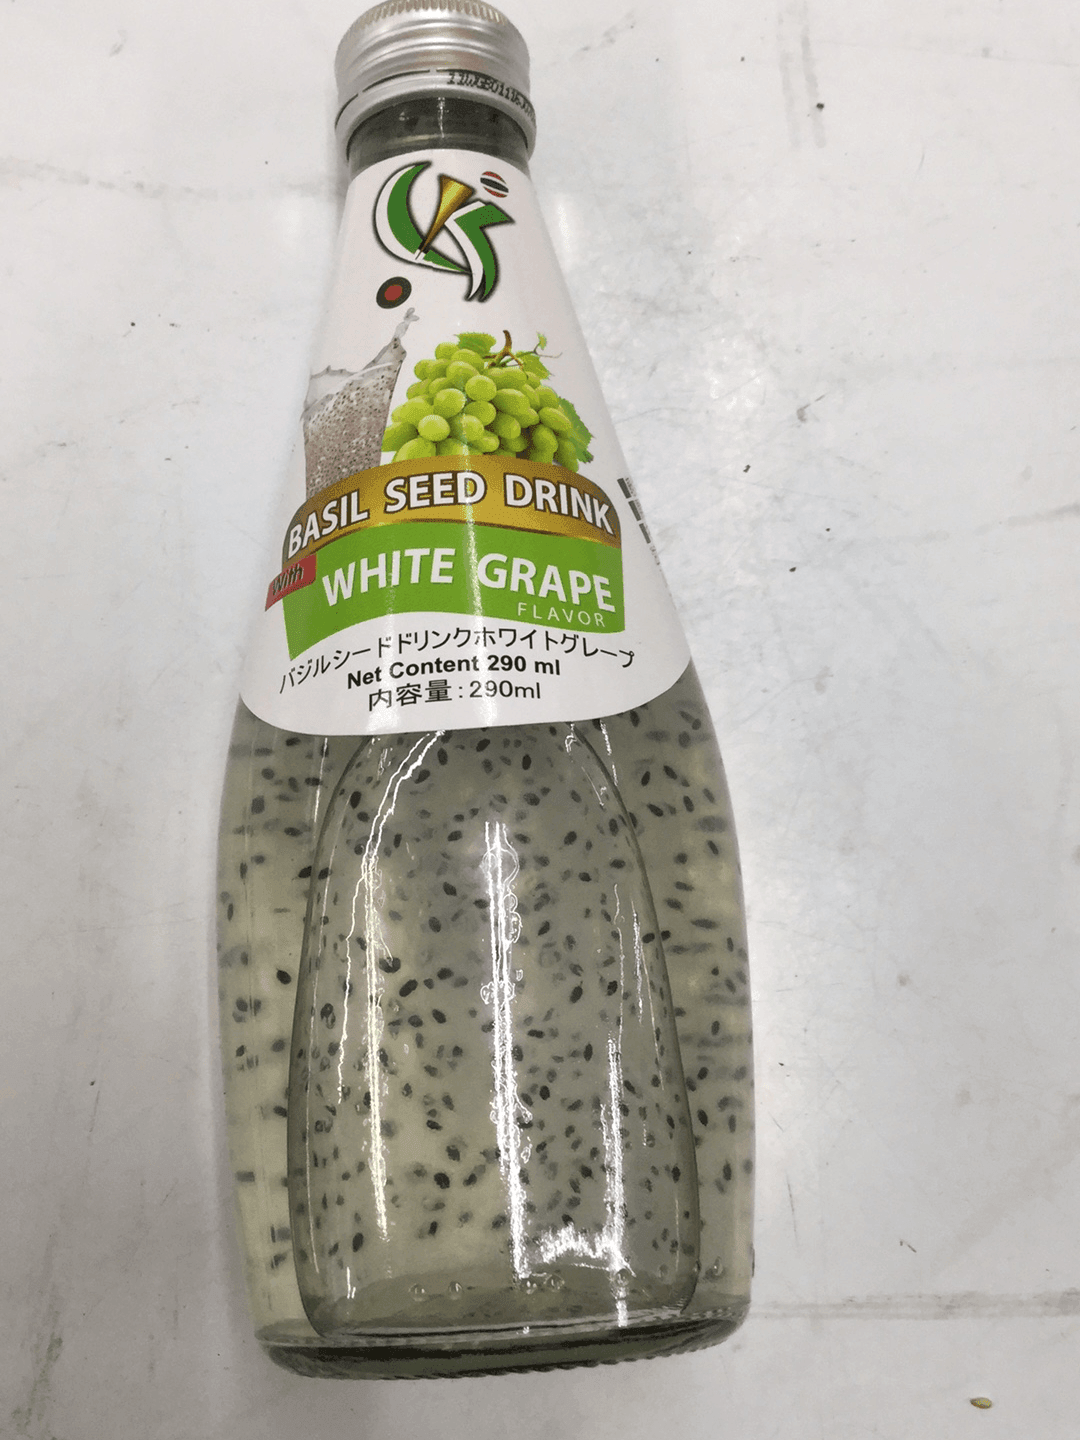 BASIL SEED DRINK
With
WHITE GRAPE
FLAVOR
バジルシードドリンクホワイトグレープ
Net Content 290 ml
内容量:290ml